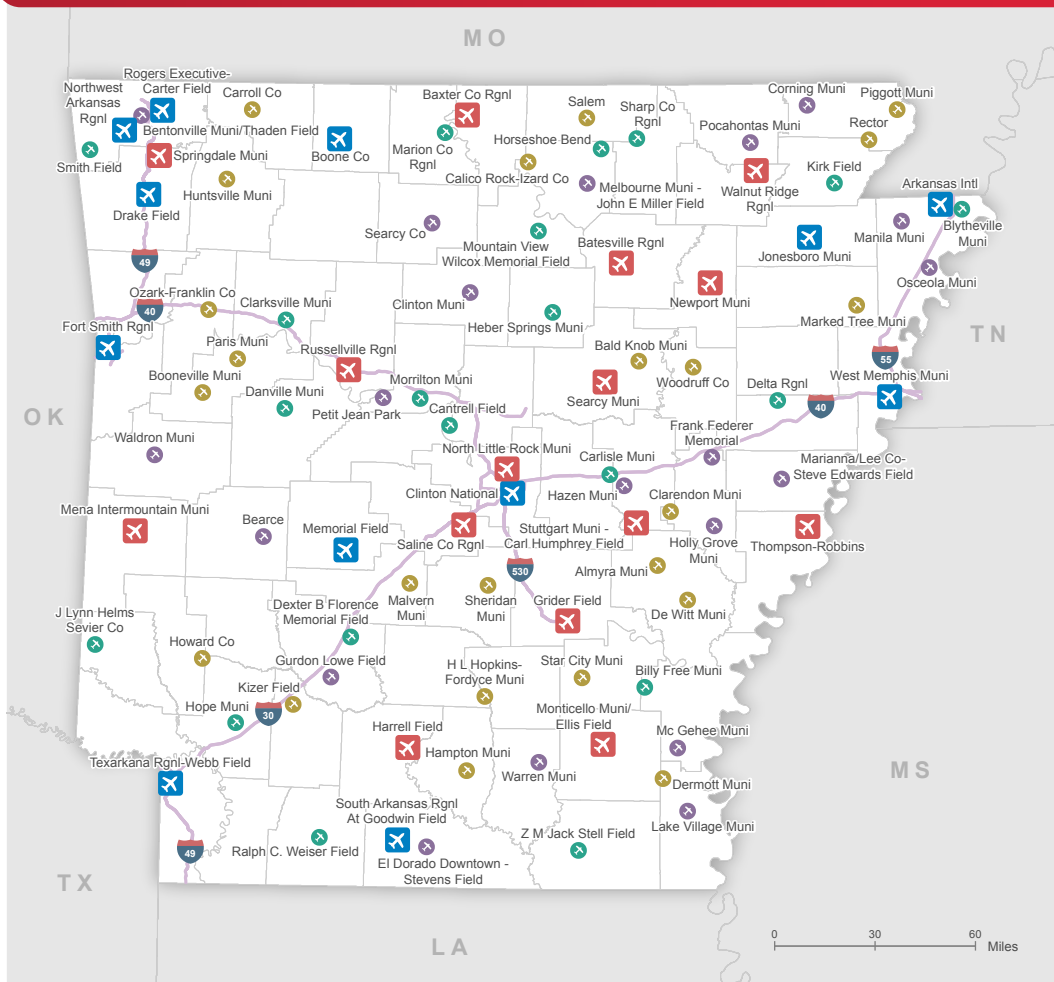 MO
Rogers Executive-
Carter Field
Northwest
Arkansas
Rgnl
Carroll Co
Baxter Co Rgnl
Salem
Sharp Co
Rgnl
Corning Muni
Piggott Muni
Bentonville Muni/Thaden Field
Boone Co
Marion Co
Rgnl
Horseshoe Bend
Pocahontas Muni
Rector
Smith Field
Springdale Muni
Huntsville Muni
Calico Rock-Izard Co
Melbourne Muni -
John E Miller Field
Walnut Ridge
Rgnl
Kirk Field
Arkansas Intl
Drake Field
Searcy Co
Mountain View
Wilcox Memorial Field
Batesville Rgnl
Jonesboro Muni
Manila Muni
Blytheville
Muni
49
Ozark-Franklin Co
Clarksville Muni
Clinton Muni
Newport Muni
Osceola Muni
40
Fort Smith Rgnl
Heber Springs Muni
Marked Tree Muni
TN
Paris Muni
Russellville Rgnl
Bald Knob Muni
55
Booneville Muni
Danville Muni
Morrilton Muni
Petit Jean Park
Searcy Muni
Woodruff Co
Delta Rgnl
West Memphis Muni
40
OK
Cantrell Field
Frank Federer
Memorial
Waldron Muni
North Little Rock Muni
Carlisle Muni
Marianna/Lee Co-
Steve Edwards Field
Clinton National
Hazen Muni
Clarendon Muni
Mena Intermountain Muni
Bearce
Memorial Field
Saline Co Rgnl
Stuttgart Muni -
Carl Humphrey Field
Holly Grove
Muni
Thompson-Robbins
530
Almyra Muni
Malvern
Muni
Sheridan
Muni
Grider Field
De Witt Muni
J Lynn Helms
Sevier Co
Dexter B Florence
Memorial Field
Howard Co
Gurdon Lowe Field
H L Hopkins-
Fordyce Muni
Star City Muni
Billy Free Muni
Kizer Field
Hope Muni
30
Harrell Field
Monticello Muni/
Ellis Field
Mc Gehee Muni
Hampton Muni
Warren Muni
Texarkana Rgnl-Webb Field
Dermott Muni
MS
South Arkansas Rgnl
At Goodwin Field
Lake Village Muni
49
Ralph C. Weiser Field
Z M Jack Stell Field
El Dorado Downtown -
Stevens Field
TX
LA
0 30 60
Miles